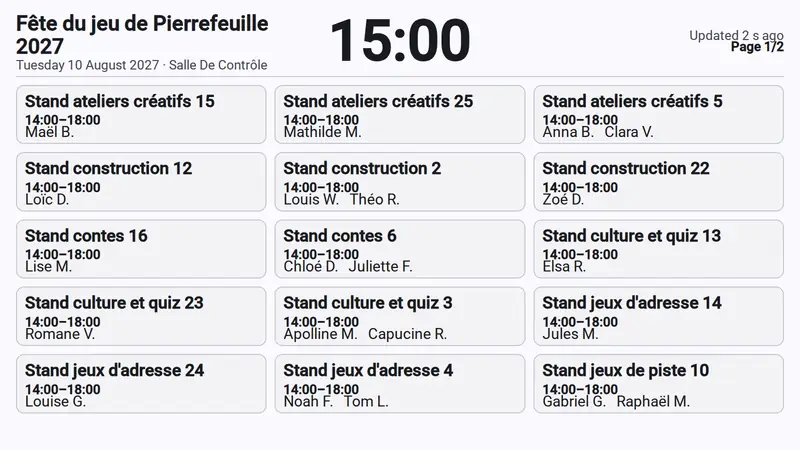 Fête du jeu de Pierrefeuille
2027
Tuesday 10 August 2027 · Salle De Contrôle
15:00
Updated 2 s ago
Page 1/2
Stand ateliers créatifs 15
14:00–18:00
Maël B.
Stand ateliers créatifs 25
14:00–18:00
Mathilde M.
Stand ateliers créatifs 5
14:00–18:00
Anna B. Clara V.
Stand construction 12
14:00–18:00
Loïc D.
Stand construction 2
14:00–18:00
Louis W. Théo R.
Stand construction 22
14:00–18:00
Zoé D.
Stand contes 16
14:00–18:00
Lise M.
Stand contes 6
14:00–18:00
Chloé D. Juliette F.
Stand culture et quiz 13
14:00–18:00
Elsa R.
Stand culture et quiz 23
14:00–18:00
Romane V.
Stand culture et quiz 3
14:00–18:00
Apolline M. Capucine R.
Stand jeux d'adresse 14
14:00–18:00
Jules M.
Stand jeux d'adresse 24
14:00–18:00
Louise G.
Stand jeux d'adresse 4
14:00–18:00
Noah F. Tom L.
Stand jeux de piste 10
14:00–18:00
Gabriel G. Raphaël M.